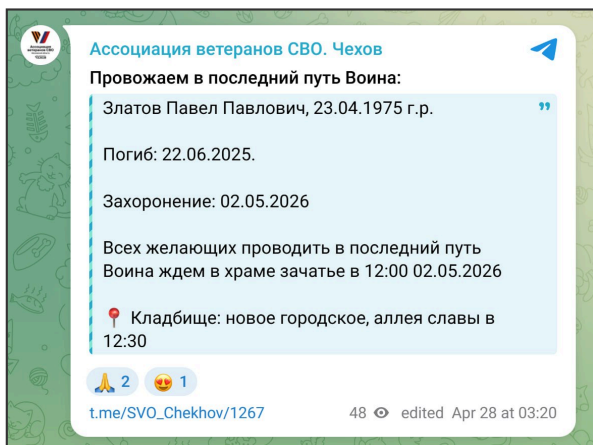 Ассоциация ветеранов СВО. Чехов
Провожаем в последний путь Воина:
Златов Павел Павлович, 23.04.1975 г.р.
Погиб: 22.06.2025.
Захоронение: 02.05.2026
Всех желающих проводить в последний путь
Воина ждем в храме зачатье в 12:00 02.05.2026
📍 Кладбище: новое городское, аллея славы в
12:30
🙏 2 😍 1
t.me/SVO_Chekhov/1267 48 edited Apr 28 at 03:20